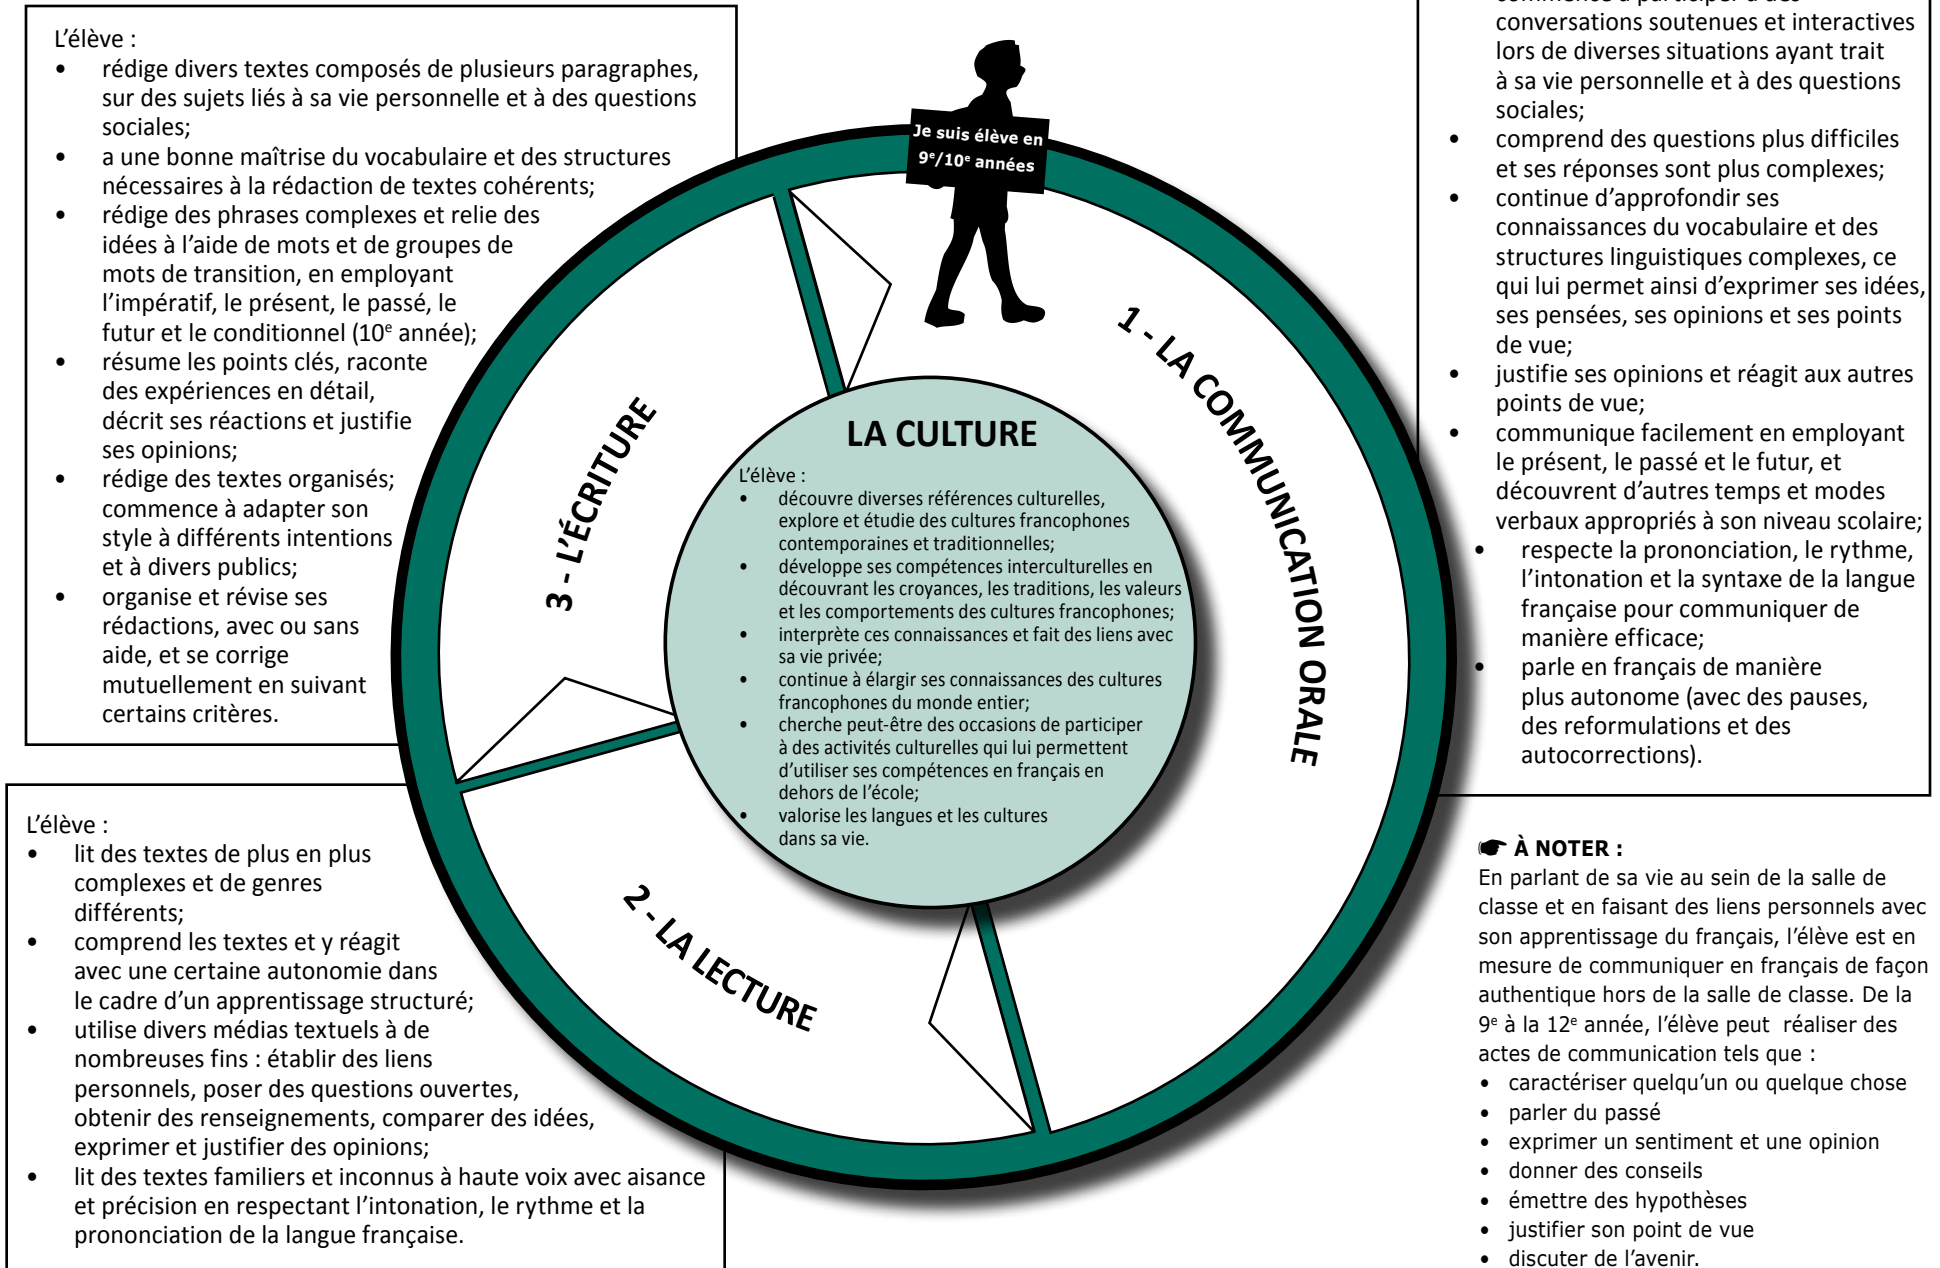 L'élève :
• rédige divers textes composés de plusieurs paragraphes,
sur des sujets liés à sa vie personnelle et à des questions
sociales;
• a une bonne maîtrise du vocabulaire et des structures
nécessaires à la rédaction de textes cohérents;
• rédige des phrases complexes et relie des
idées à l'aide de mots et de groupes de
mots de transition, en employant
l'impératif, le présent, le passé, le
futur et le conditionnel (10e année);
• résume les points clés, raconte
des expériences en détail,
décrit ses réactions et justifie
ses opinions;
• rédige des textes organisés;
commence à adapter son
style à différents intentions
et à divers publics;
• organise et révise ses
rédactions, avec ou sans
aide, et se corrige
mutuellement en suivant
certains critères.
L'élève :
• lit des textes de plus en plus
complexes et de genres
différents;
• comprend les textes et y réagit
avec une certaine autonomie dans
le cadre d'un apprentissage structuré;
• utilise divers médias textuels à de
nombreuses fins : établir des liens
personnels, poser des questions ouvertes,
obtenir des renseignements, comparer des idées,
exprimer et justifier des opinions;
• lit des textes familiers et inconnus à haute voix avec aisance
et précision en respectant l'intonation, le rythme et la
prononciation de la langue française.
Je suis élève en
9e/10e années
1 - LA COMMUNICATION ORALE
2 - LA LECTURE
3 - L'ÉCRITURE
LA CULTURE
L'élève :
• découvre diverses références culturelles,
explore et étudie des cultures francophones
contemporaines et traditionnelles;
• développe ses compétences interculturelles en
découvrant les croyances, les traditions, les valeurs
et les comportements des cultures francophones;
• interprète ces connaissances et fait des liens avec
sa vie privée;
• continue à élargir ses connaissances des cultures
francophones du monde entier;
• cherche peut-être des occasions de participer
à des activités culturelles qui lui permettent
d'utiliser ses compétences en français en
dehors de l'école;
• valorise les langues et les cultures
dans sa vie.
commence à participer à des
conversations soutenues et interactives
lors de diverses situations ayant trait
à sa vie personnelle et à des questions
sociales;
• comprend des questions plus difficiles
et ses réponses sont plus complexes;
• continue d'approfondir ses
connaissances du vocabulaire et des
structures linguistiques complexes, ce
qui lui permet ainsi d'exprimer ses idées,
ses pensées, ses opinions et ses points
de vue;
• justifie ses opinions et réagit aux autres
points de vue;
• communique facilement en employant
le présent, le passé et le futur, et
découvrent d'autres temps et modes
verbaux appropriés à son niveau scolaire;
• respecte la prononciation, le rythme,
l'intonation et la syntaxe de la langue
française pour communiquer de
manière efficace;
• parle en français de manière
plus autonome (avec des pauses,
des reformulations et des
autocorrections).
☛ À NOTER :
En parlant de sa vie au sein de la salle de
classe et en faisant des liens personnels avec
son apprentissage du français, l'élève est en
mesure de communiquer en français de façon
authentique hors de la salle de classe. De la
9e à la 12e année, l'élève peut réaliser des
actes de communication tels que :
• caractériser quelqu'un ou quelque chose
• parler du passé
• exprimer un sentiment et une opinion
• donner des conseils
• émettre des hypothèses
• justifier son point de vue
• discuter de l'avenir.